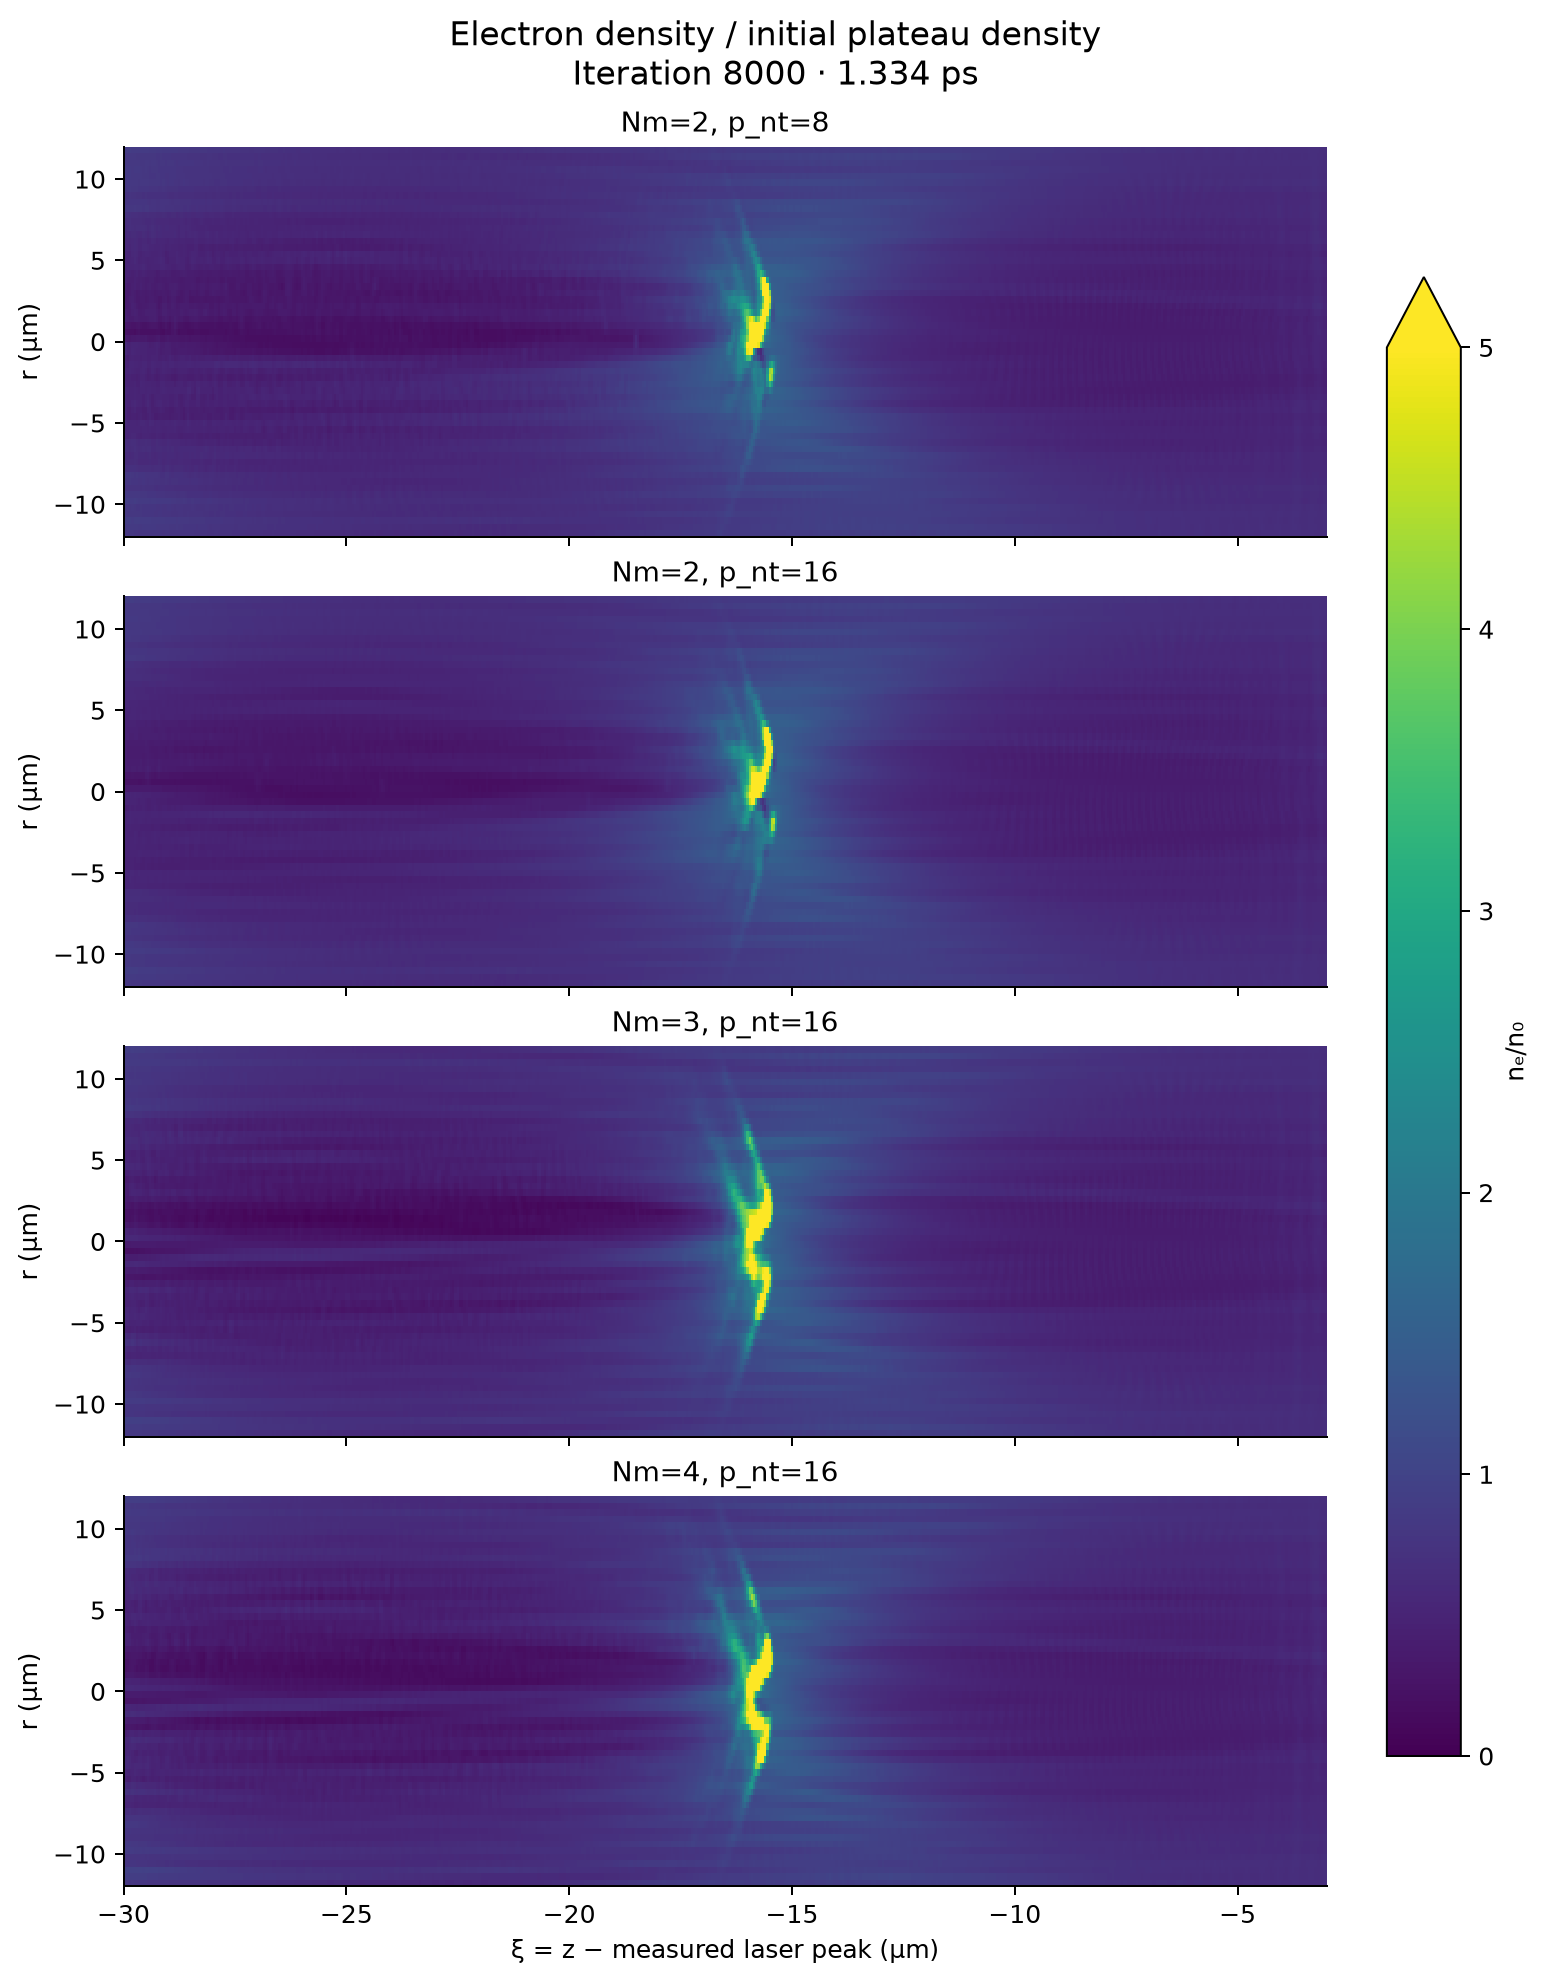 Electron density / initial plateau density
Iteration 8000 · 1.334 ps
Nm=2, p_nt=8
10
5
0
−5
−10
r (μm)
Nm=2, p_nt=16
10
5
0
−5
−10
r (μm)
Nm=3, p_nt=16
10
5
0
−5
−10
r (μm)
Nm=4, p_nt=16
10
5
0
−5
−10
r (μm)
−30 −25 −20 −15 −10 −5
ξ = z − measured laser peak (μm)
5
4
3
2
1
0
nₑ/n₀